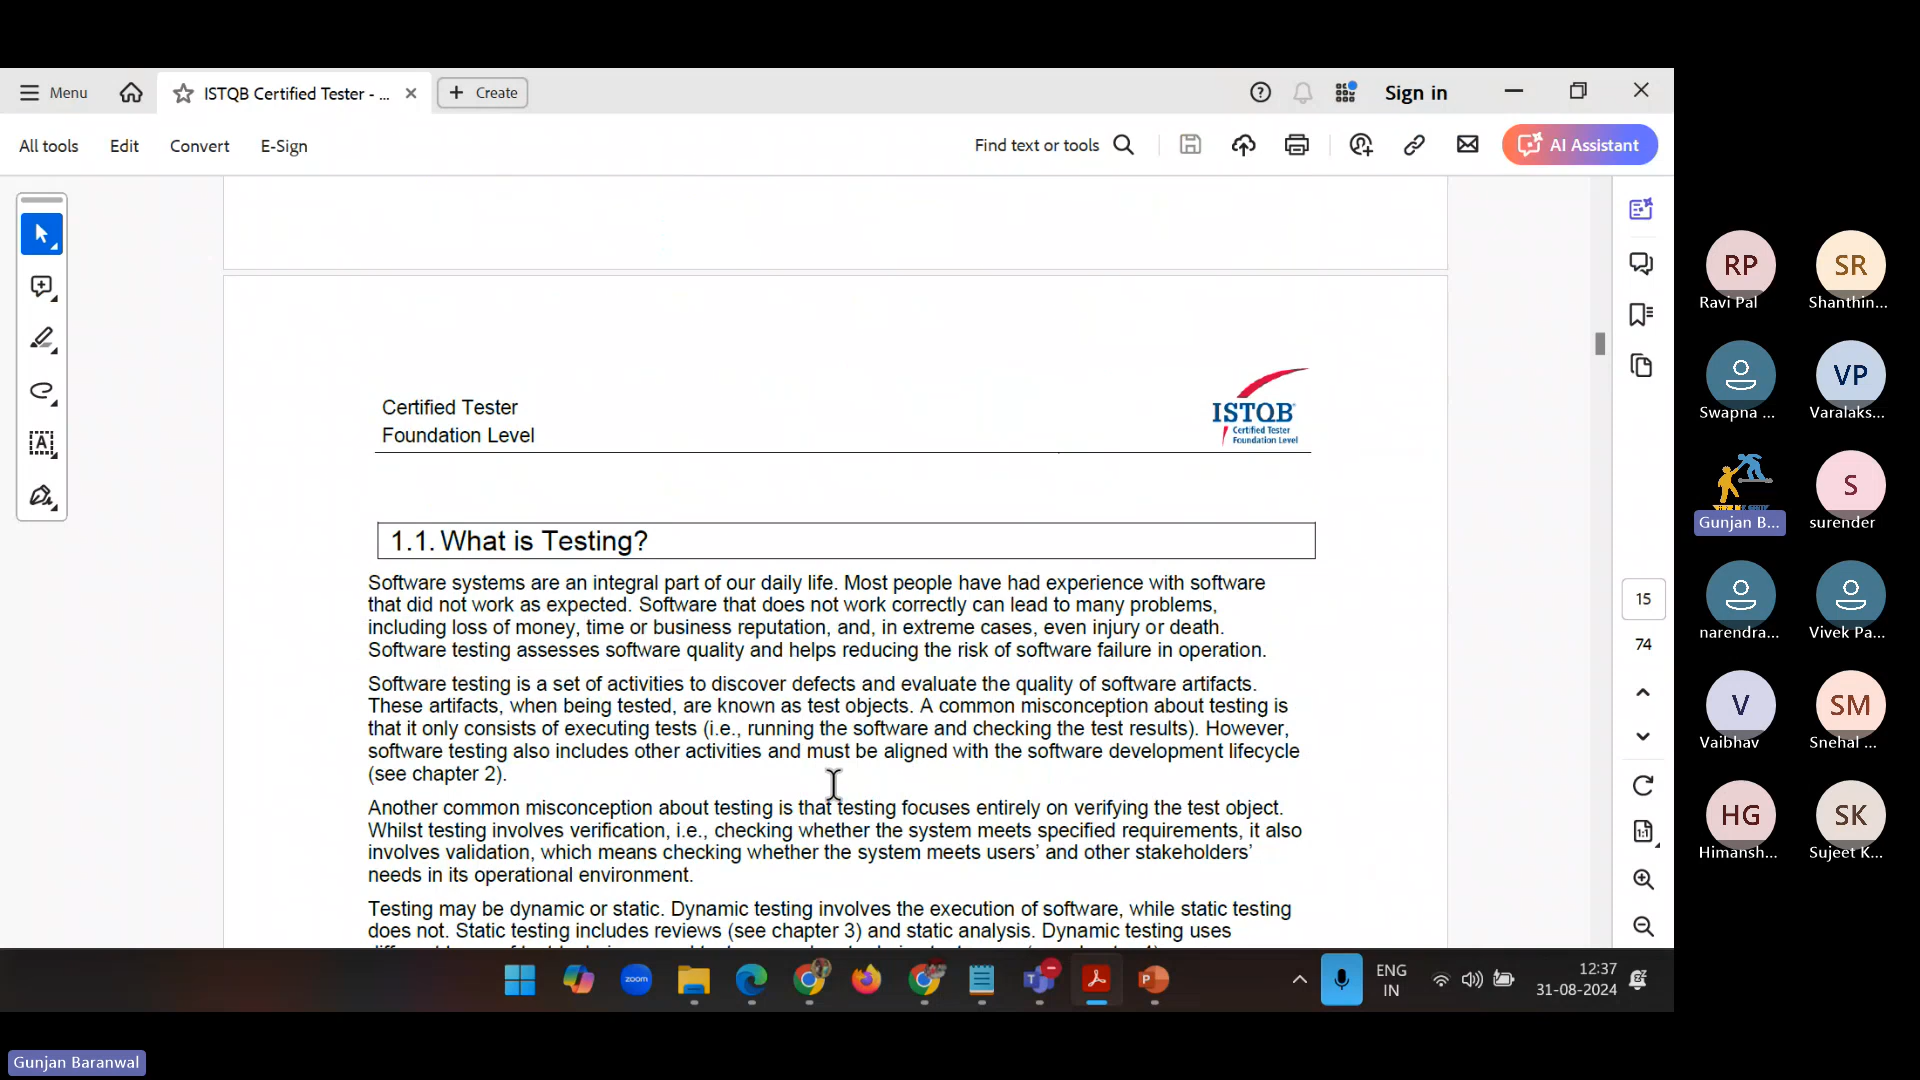 Menu
ISTQB Certified Tester - ...
Create
Sign in
All tools
Edit
Convert
E-Sign
Find text or tools
AI Assistant
Certified Tester
Foundation Level
ISTQB
Certified Tester
Foundation Level
1.1. What is Testing?
Software systems are an integral part of our daily life. Most people have had experience with software
that did not work as expected. Software that does not work correctly can lead to many problems,
including loss of money, time or business reputation, and, in extreme cases, even injury or death.
Software testing assesses software quality and helps reducing the risk of software failure in operation.
Software testing is a set of activities to discover defects and evaluate the quality of software artifacts.
These artifacts, when being tested, are known as test objects. A common misconception about testing is
that it only consists of executing tests (i.e., running the software and checking the test results). However,
software testing also includes other activities and must be aligned with the software development lifecycle
(see chapter 2).
Another common misconception about testing is that testing focuses entirely on verifying the test object.
Whilst testing involves verification, i.e., checking whether the system meets specified requirements, it also
involves validation, which means checking whether the system meets users’ and other stakeholders’
needs in its operational environment.
Testing may be dynamic or static. Dynamic testing involves the execution of software, while static testing
does not. Static testing includes reviews (see chapter 3) and static analysis. Dynamic testing uses
15
74
1:1
RP
Ravi Pal
SR
Shanthin...
Swapna ...
VP
Varalaks...
Gunjan B...
S
surender
narendra...
Vivek Pa...
V
Vaibhav
SM
Snehal ...
HG
Himansh...
SK
Sujeet K...
zoom
ENG
IN
12:37
31-08-2024
Gunjan Baranwal